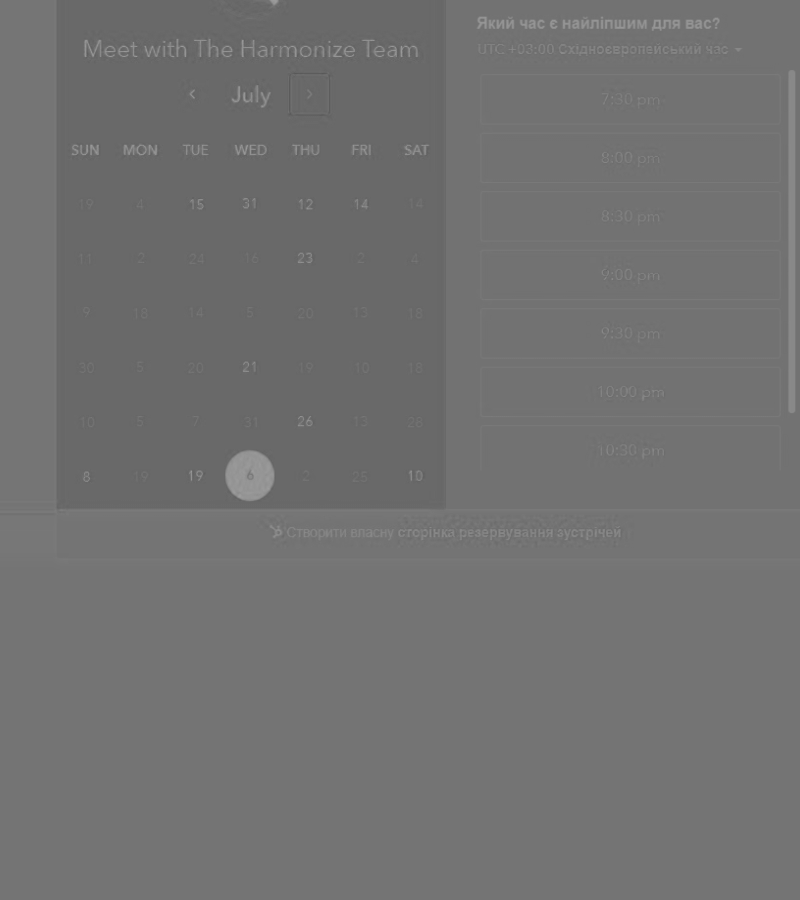 Meet with The Harmonize Team
July
SUN MON TUE WED THU FRI SAT
19 4 15 31 12 14 14
11 2 24 16 23 2 4
9 13 14 5 20 13 18
30 5 20 21 19 10 18
10 5 7 31 26 13 28
8 19 19 6 2 25 10
Який час є найліпшим для вас?
UTC +03:00 Східноєвропейський час
7:30 pm
8:00 pm
8:30 pm
9:00 pm
9:30 pm
10:00 pm
10:30 pm
Створити власну сторінка резервування зустрічей